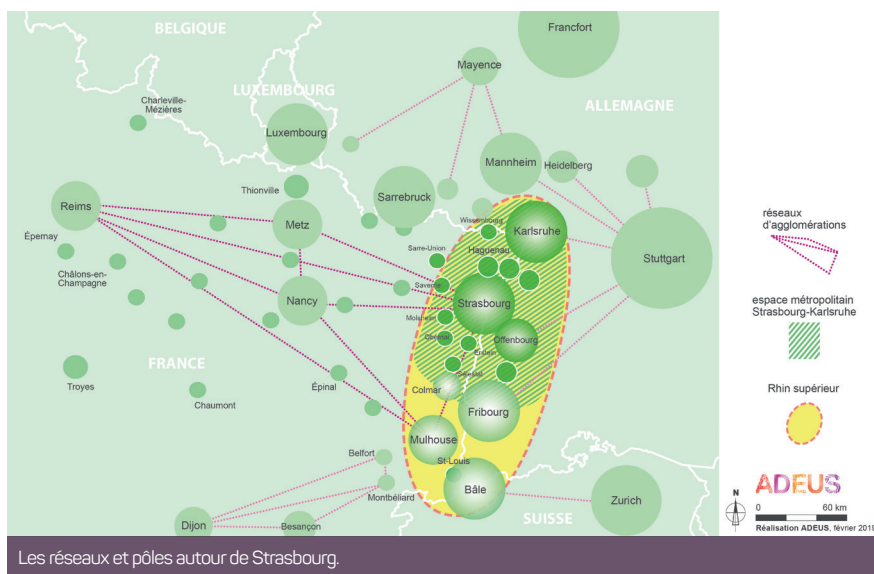 BELGIQUE
Francfort
Mayence
Charleville-
Mézières
LUXEMBOURG
ALLEMAGNE
Luxembourg
Mannheim
Heidelberg
Thionville
Sarrebruck
Reims
Metz
Wissembourg
Karlsruhe
Épernay
Sarre-Union
Haguenau
Châlons-en-
Champagne
Stuttgart
Saverne
Nancy
Strasbourg
Molsheim
Obernai
Offenbourg
Erstein
FRANCE
Sélestat
Troyes
Épinal
Colmar
Chaumont
Fribourg
Mulhouse
Belfort
St-Louis
Montbéliard
Bâle
Zurich
SUISSE
Dijon
Besançon
réseaux
d'agglomérations
espace métropolitain
Strasbourg-Karlsruhe
Rhin supérieur
ADEUS
N
0 60 km
Réalisation ADEUS, février 2019
Les réseaux et pôles autour de Strasbourg.